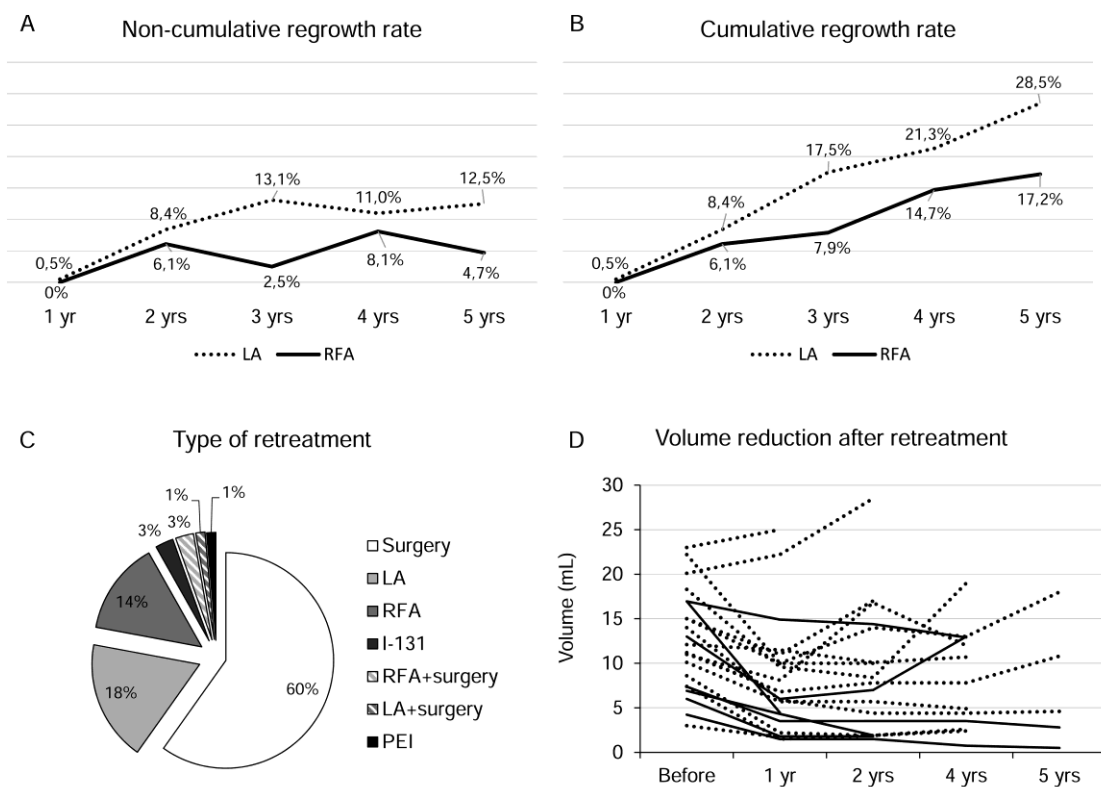 A
Non-cumulative regrowth rate
0,5%
8,4%
13,1%
11,0%
12,5%
0%
6,1%
2,5%
8,1%
4,7%
1 yr 2 yrs 3 yrs 4 yrs 5 yrs
LA RFA
B
Cumulative regrowth rate
0,5%
8,4%
17,5%
21,3%
28,5%
0%
6,1%
7,9%
14,7%
17,2%
1 yr 2 yrs 3 yrs 4 yrs 5 yrs
LA RFA
C
Type of retreatment
1% 1%
3% 3%
14%
18%
60%
Surgery
LA
RFA
I-131
RFA+surgery
LA+surgery
PEI
D
Volume reduction after retreatment
Volume (mL)
30
25
20
15
10
5
0
Before 1 yr 2 yrs 4 yrs 5 yrs